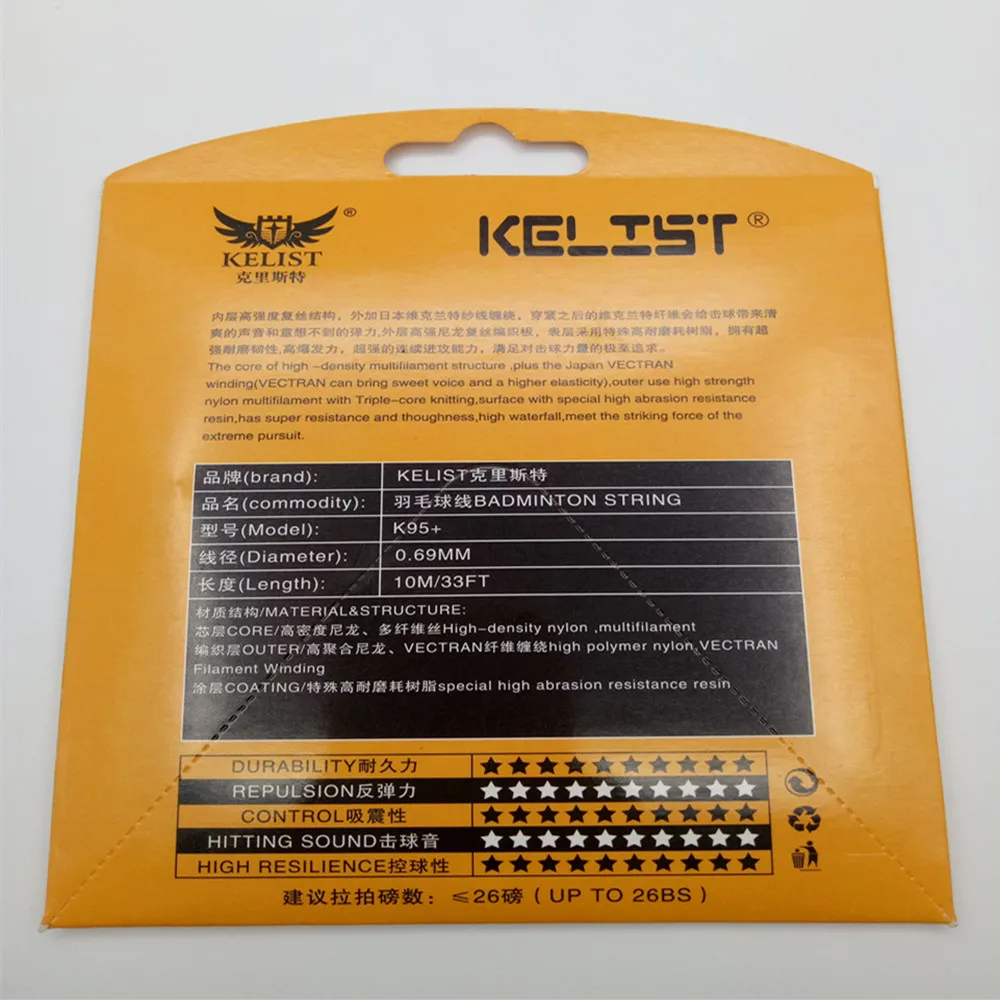 KELIST®
克里斯特
KELIST®
内层高强度复丝结构，外加日本维克兰特纱线缠绕，穿紧之后的维克兰特纤维会给击球带来清
爽的声音和意想不到的弹力,外层高强尼龙复丝编织板，表层采用特殊高耐磨耗树脂，拥有超
强耐磨韧性,高爆发力，超强的连续进攻能力，满足对击球力量的极至追求。
The core of high -density multifilament structure ,plus the Japan VECTRAN
winding(VECTRAN can bring sweet voice and a higher elasticity),outer use high strength
nylon multifilament with Triple-core knitting,surface with special high abrasion resistance
resin,has super resistance and thoughness,high waterfall,meet the striking force of the
extreme pursuit.
品牌(brand): KELIST克里斯特
品名(commodity): 羽毛球线BADMINTON STRING
型号(Model): K95+
线径(Diameter): 0.69MM
长度(Length): 10M/33FT
材质结构/MATERIAL&STRUCTURE:
芯层CORE/高密度尼龙、多纤维丝High-density nylon ,multifilament
编织层OUTER/高聚合尼龙、VECTRAN纤维缠绕high polymer nylon,VECTRAN
Filament Winding
涂层COATING/特殊高耐磨耗树脂special high abrasion resistance resin
DURABILITY耐久力 ★★★★★★★★★★
REPULSION反弹力 ★★★★★★★★★★
CONTROL吸震性 ★★★★★★★★★★
HITTING SOUND击球音 ★★★★★★★★★★
HIGH RESILIENCE控球性 ★★★★★★★★★★
建议拉拍磅数：≤26磅（UP TO 26BS）